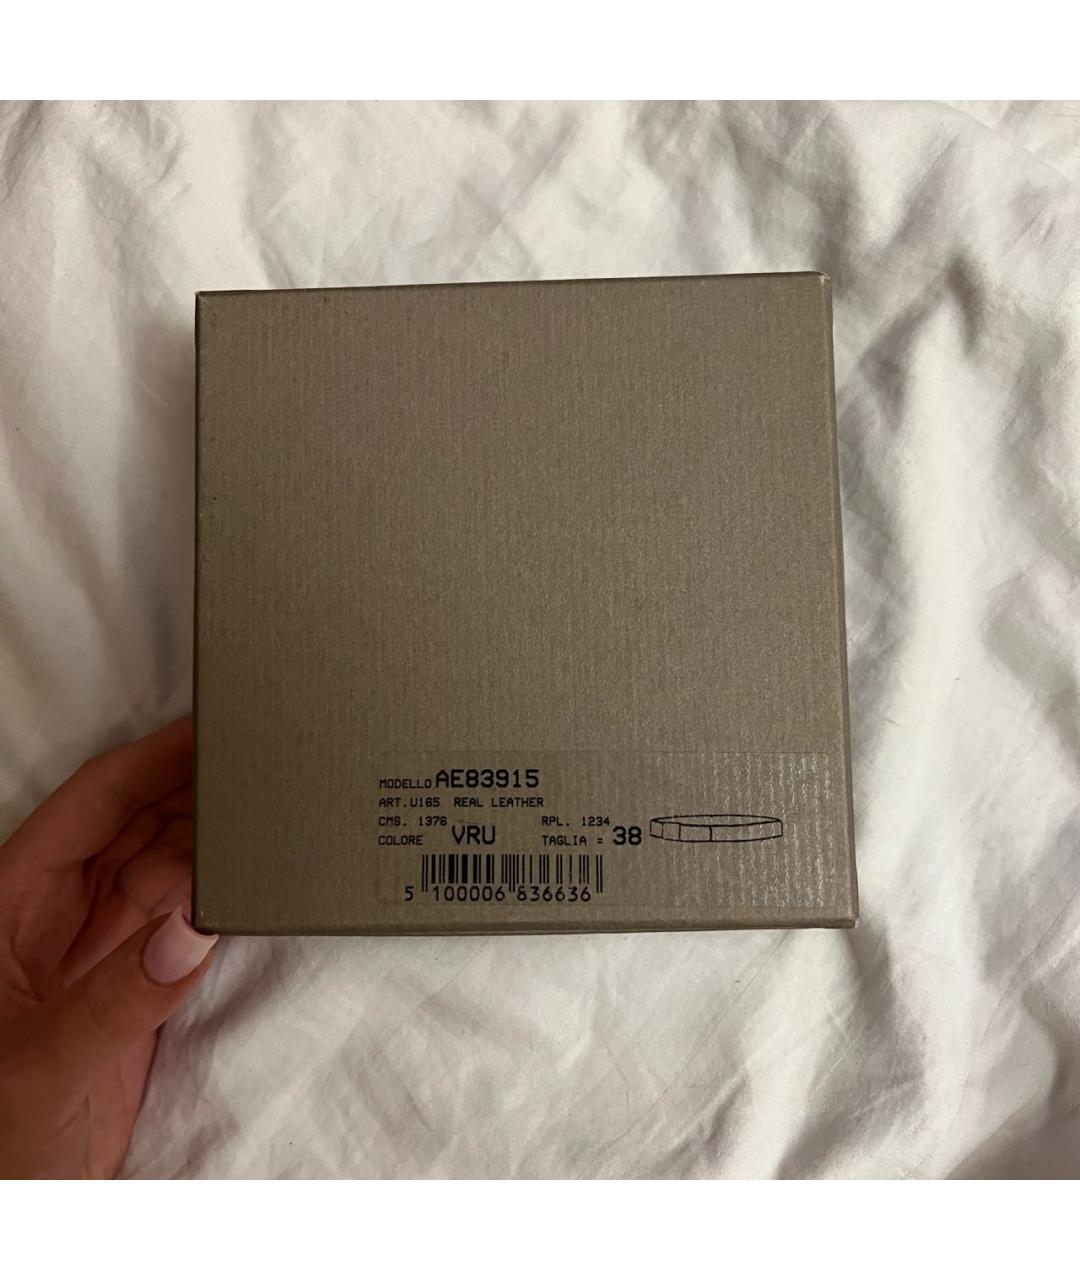 MODELLO AE83915
ART.U165 REAL LEATHER
CMS. 1376 RPL. 1234
COLORE VRU TAGLIA = 38
5 100006 836636